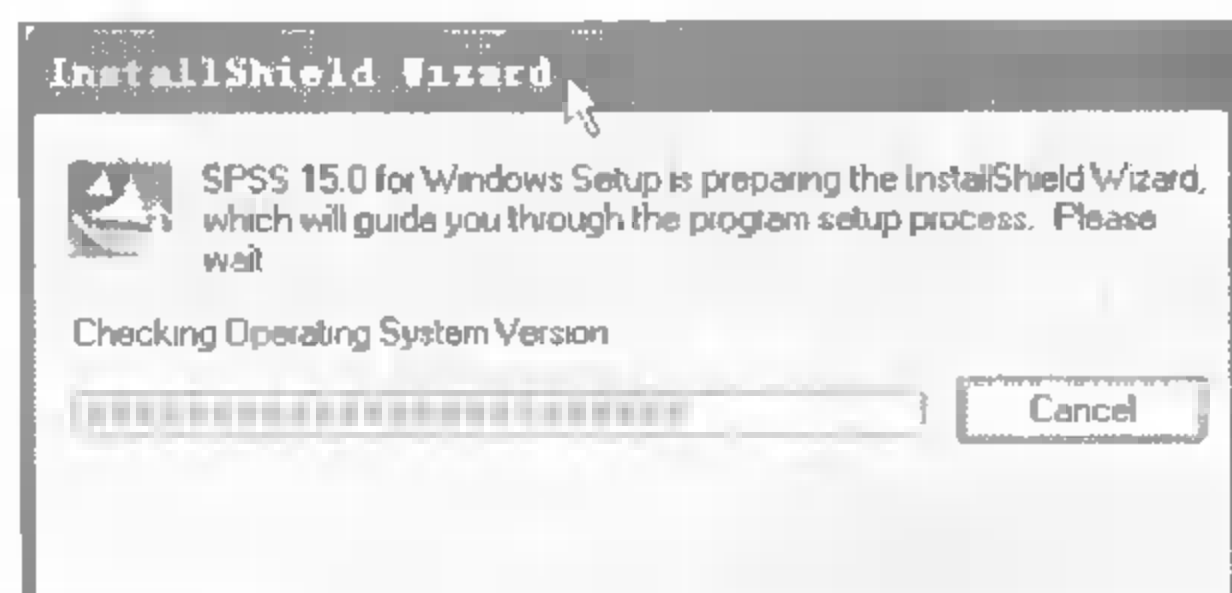 InstallShield Wizard
SPSS 15.0 for Windows Setup is preparing the InstallShield Wizard,
which will guide you through the program setup process. Please
wait
Checking Operating System Version
Cancel